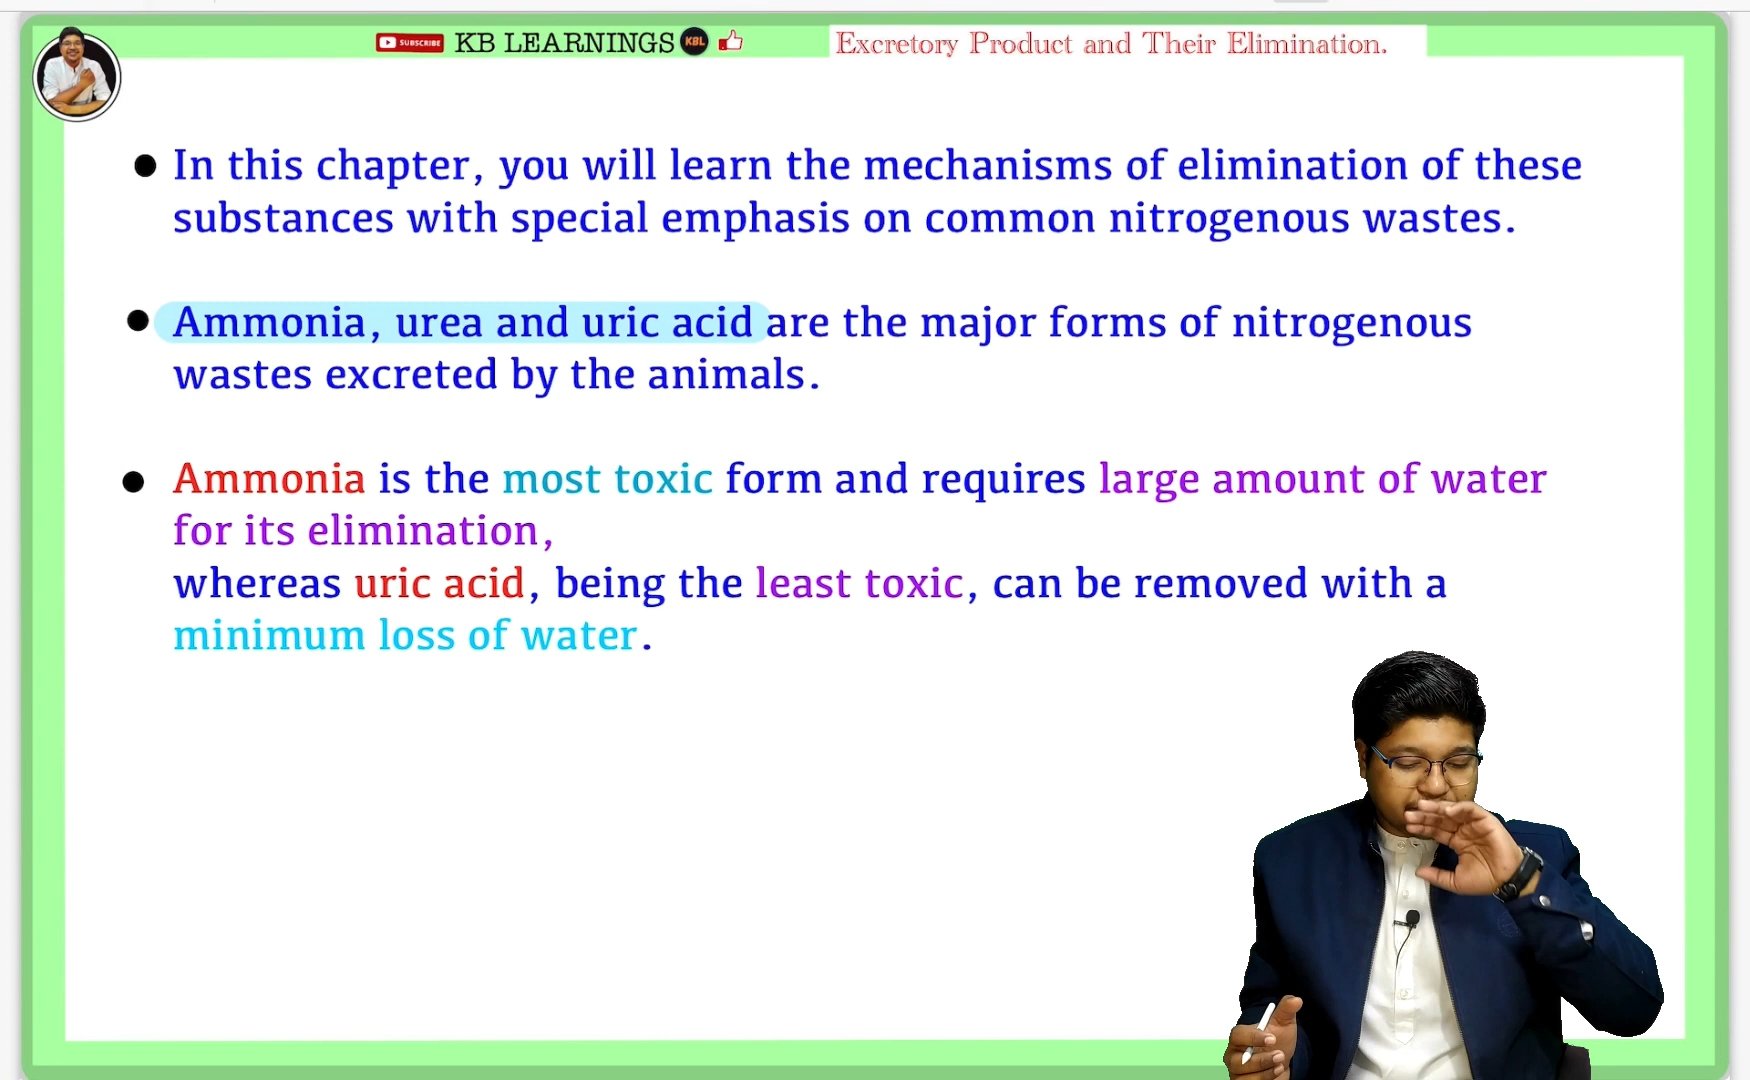 SUBSCRIBE KB LEARNINGS KBL
Excretory Product and Their Elimination.
● In this chapter, you will learn the mechanisms of elimination of these
substances with special emphasis on common nitrogenous wastes.
● Ammonia, urea and uric acid are the major forms of nitrogenous
wastes excreted by the animals.
● Ammonia is the most toxic form and requires large amount of water
for its elimination,
whereas uric acid, being the least toxic, can be removed with a
minimum loss of water.